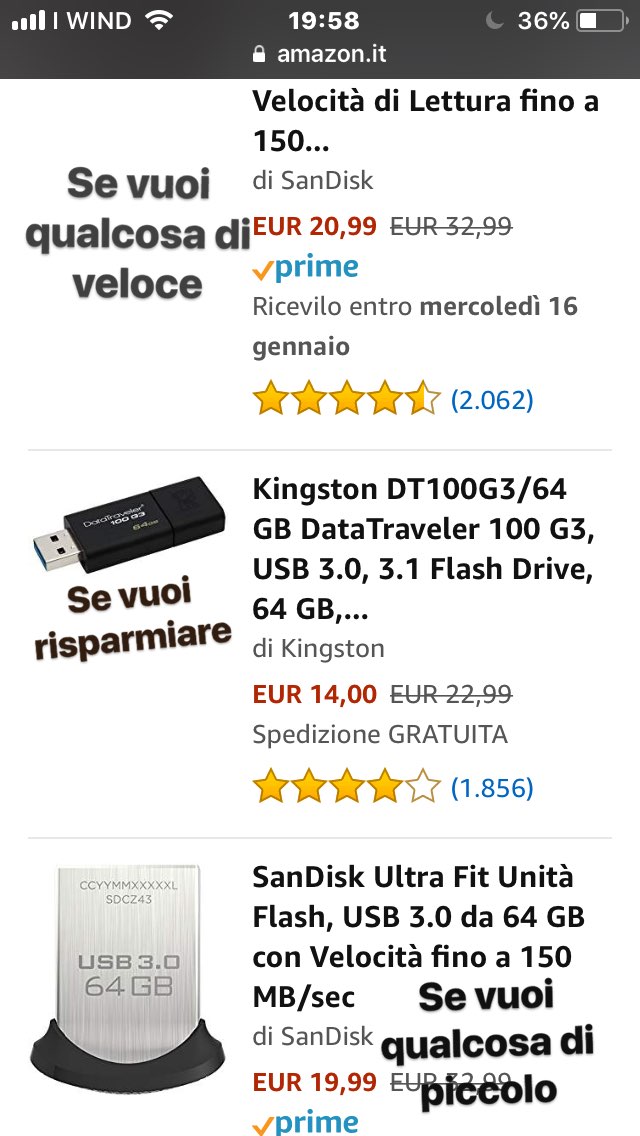 I WIND
19:58
36%
amazon.it
Velocità di Lettura fino a
150...
di SanDisk
EUR 20,99 EUR 32,99
prime
Ricevilo entro mercoledì 16
gennaio
(2.062)
Se vuoi
qualcosa di
veloce
DataTraveler
100 G3
64GB
Se vuoi
risparmiare
Kingston DT100G3/64
GB DataTraveler 100 G3,
USB 3.0, 3.1 Flash Drive,
64 GB,...
di Kingston
EUR 14,00 EUR 22,99
Spedizione GRATUITA
(1.856)
CCYYMMXXXXXL
SDCZ43
USB 3.0
64GB
SanDisk Ultra Fit Unità
Flash, USB 3.0 da 64 GB
con Velocità fino a 150
MB/sec
di SanDisk
EUR 19,99 EUR
prime
Se vuoi
qualcosa di
piccolo